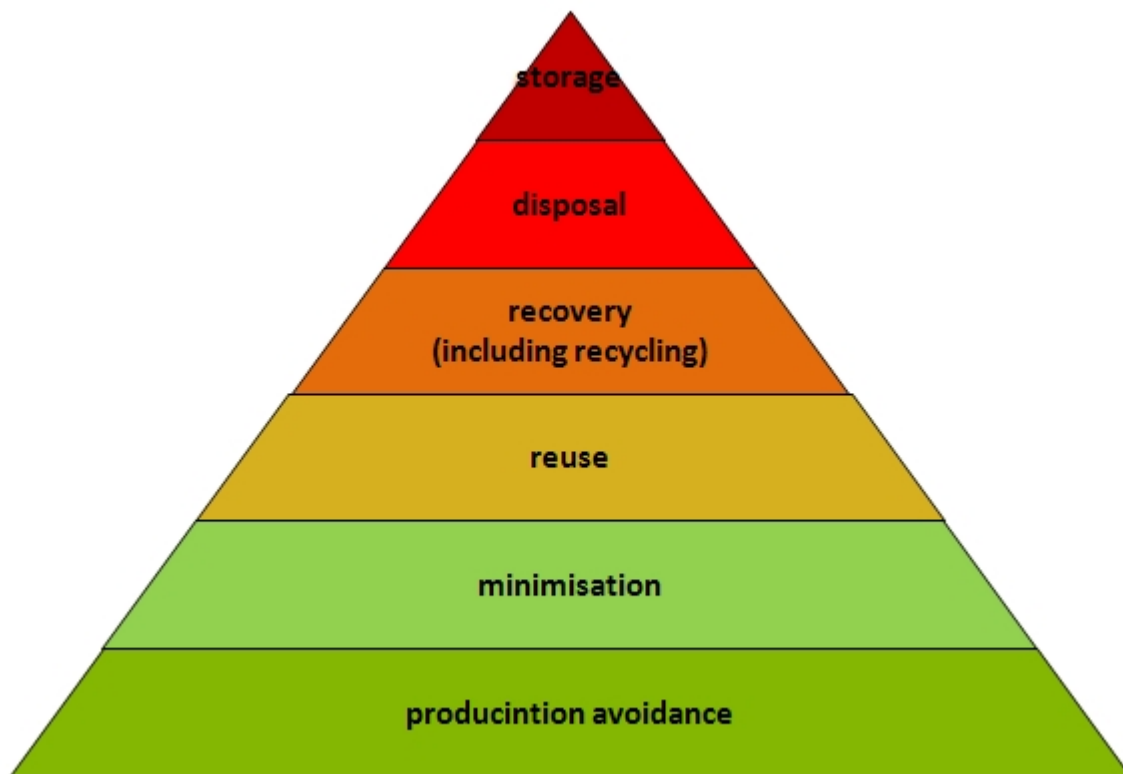 storage
disposal
recovery
(including recycling)
reuse
minimisation
producintion avoidance